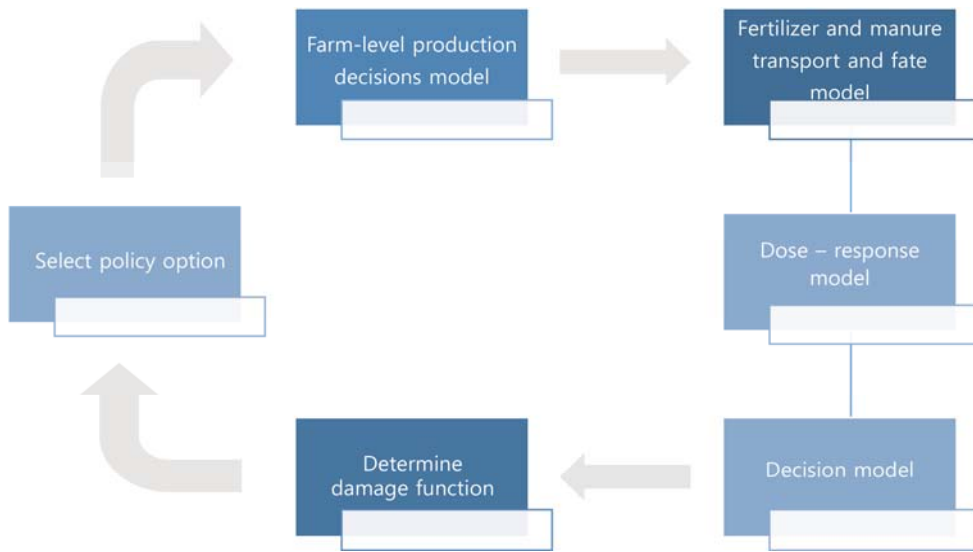 Farm-level production
decisions model
Fertilizer and manure
transport and fate
model
Select policy option
Dose – response
model
Determine
damage function
Decision model